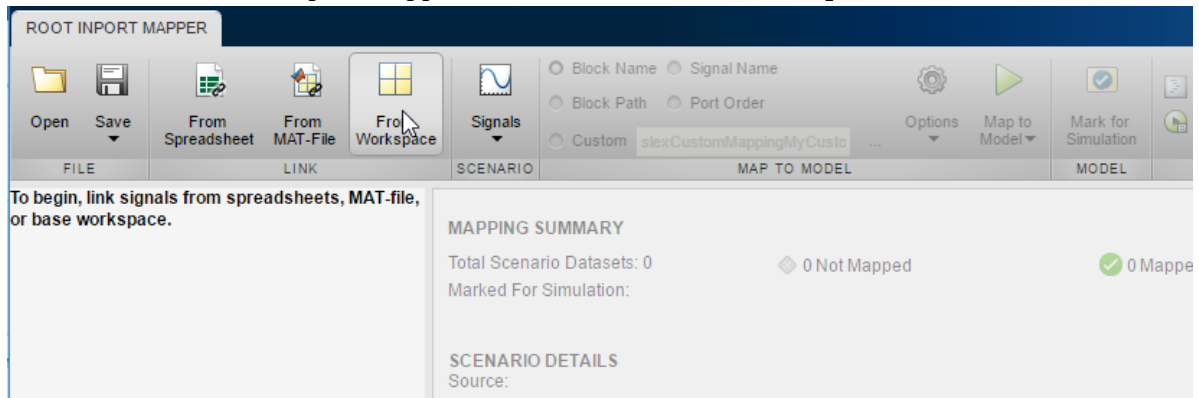 ROOT INPORT MAPPER
Block Name Signal Name
Block Path Port Order
Open Save From Spreadsheet From MAT-File Workspace Signals Options Map to Model Mark for Simulation
Custom slexCustomMappingMyCusto ...
FILE LINK SCENARIO MAP TO MODEL MODEL
To begin, link signals from spreadsheets, MAT-file,
or base workspace.
MAPPING SUMMARY
Total Scenario Datasets: 0 0 Not Mapped 0 Mappe
Marked For Simulation:
SCENARIO DETAILS
Source: